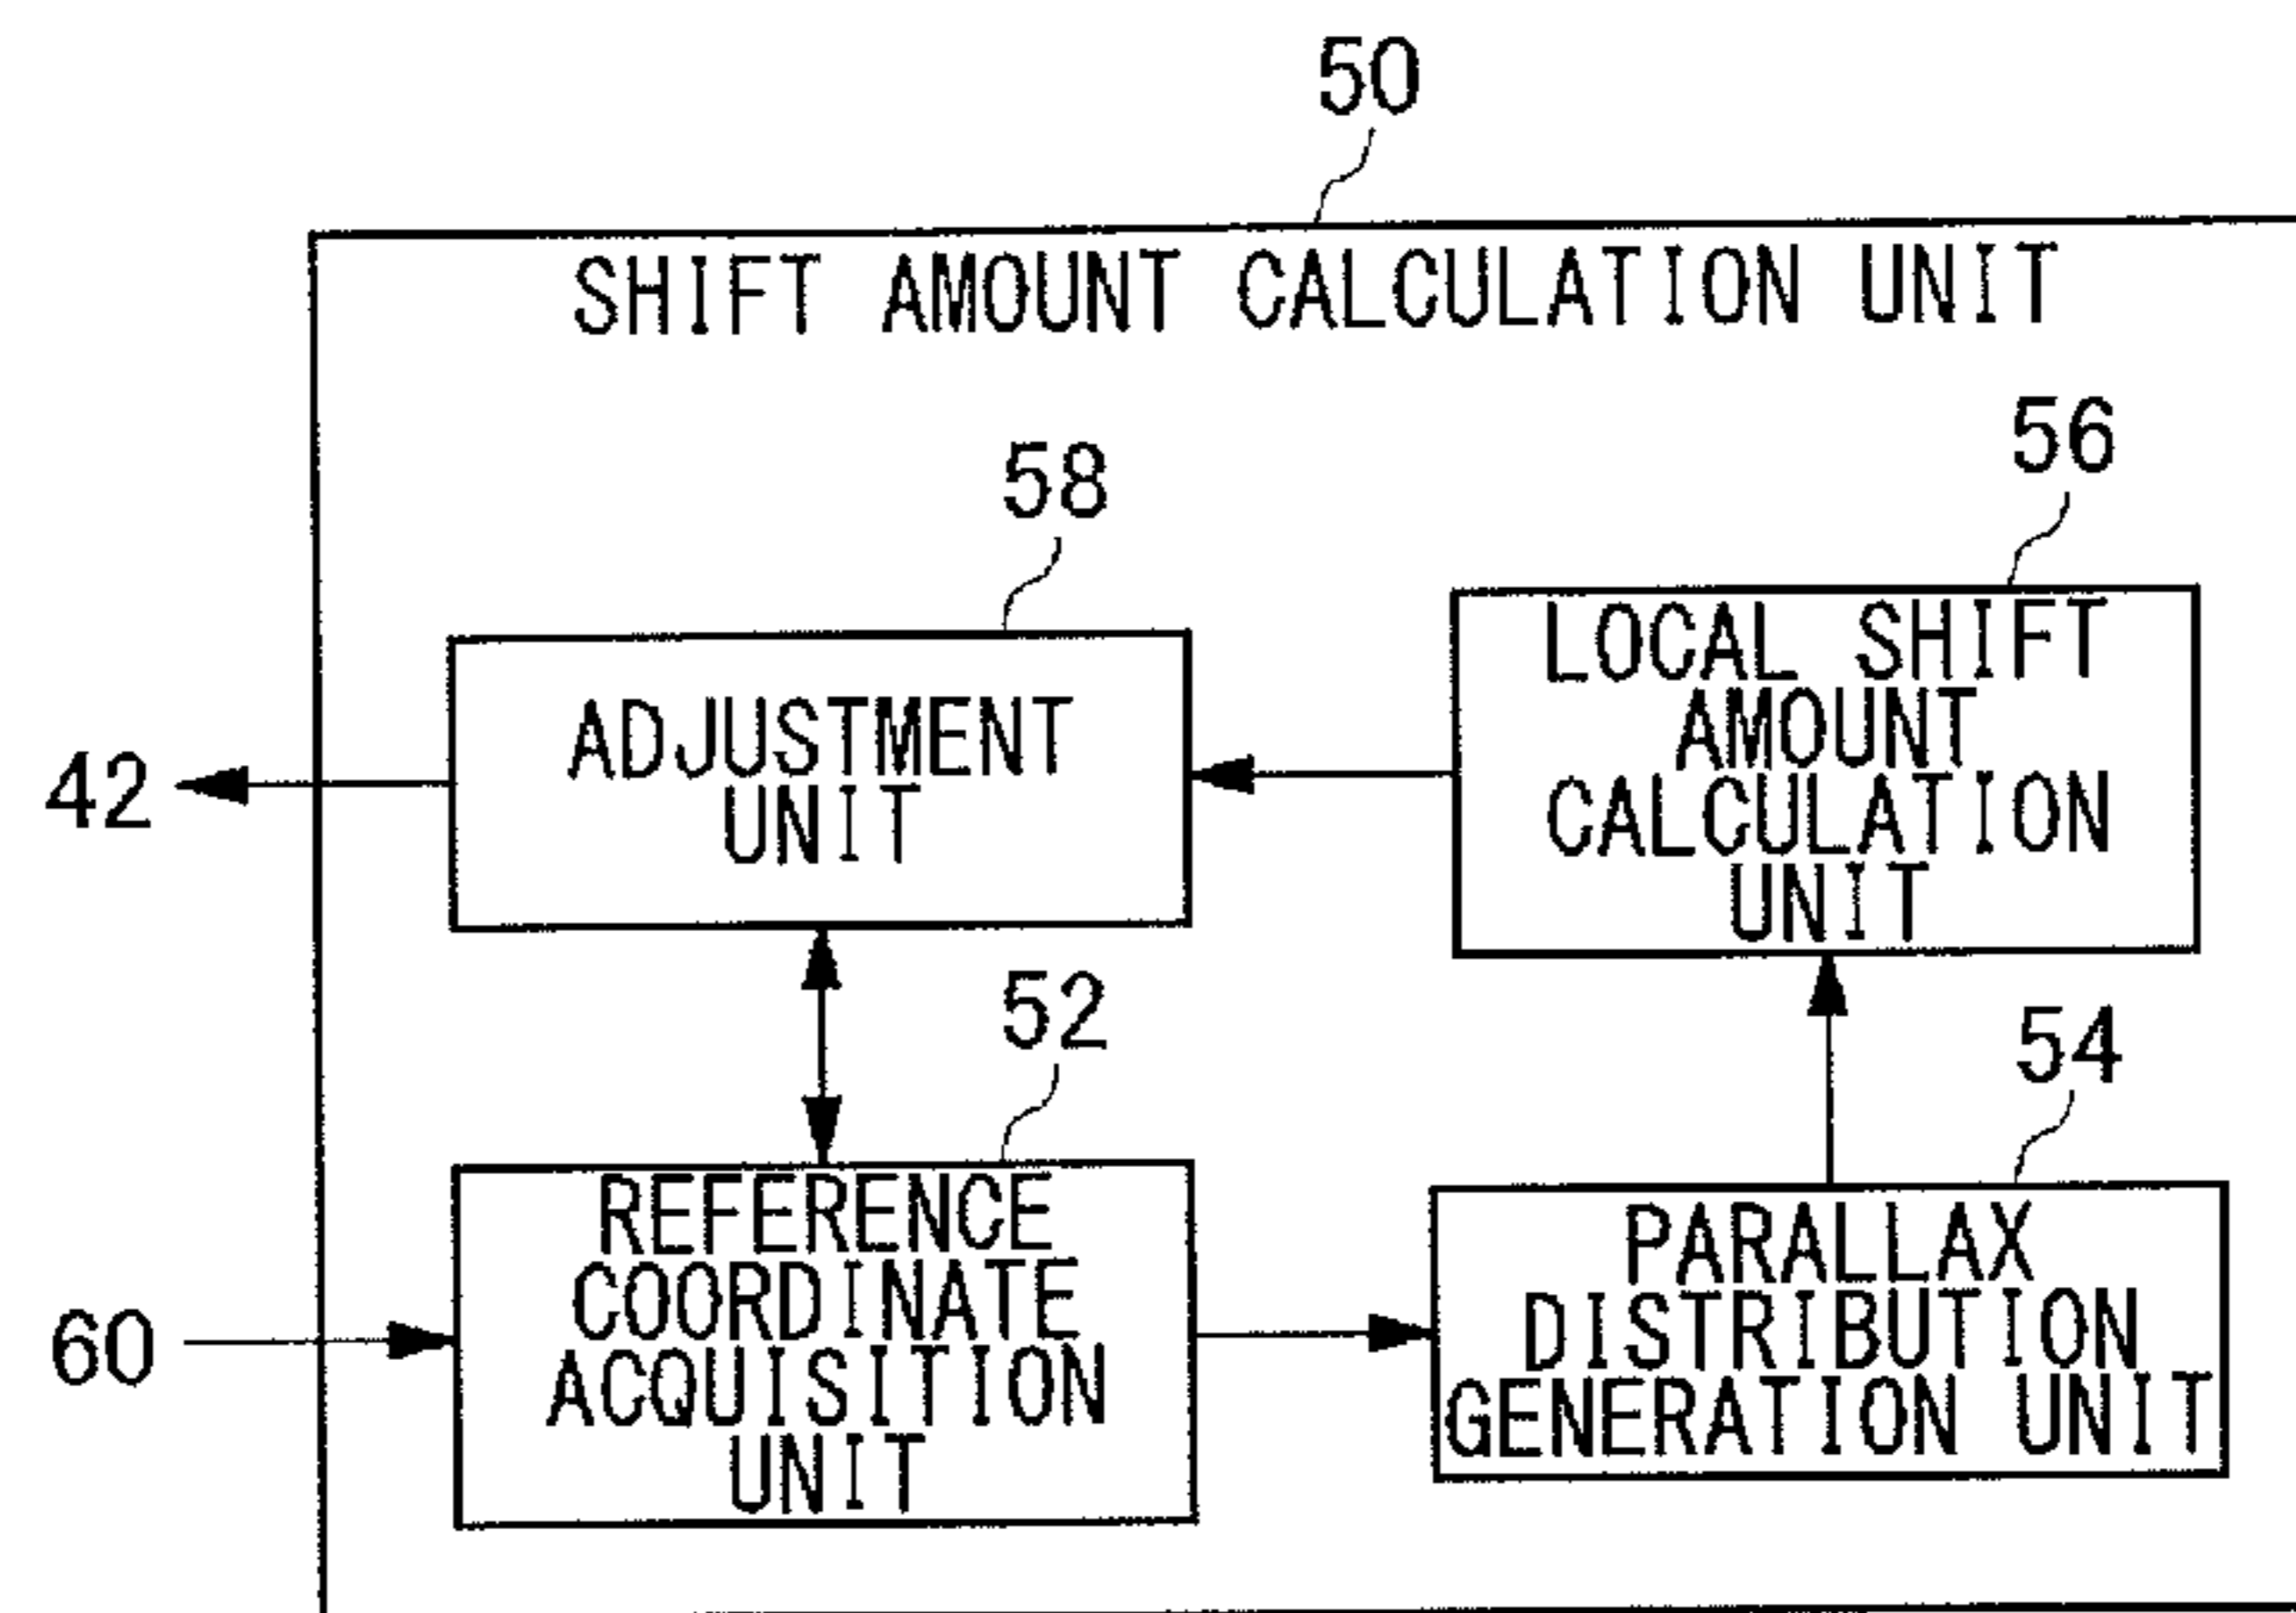 50
SHIFT AMOUNT CALCULATION UNIT
58
56
ADJUSTMENT
UNIT
LOCAL SHIFT
AMOUNT
CALCULATION
UNIT
42
52
54
REFERENCE
COORDINATE
ACQUISITION
UNIT
PARALLAX
DISTRIBUTION
GENERATION UNIT
60